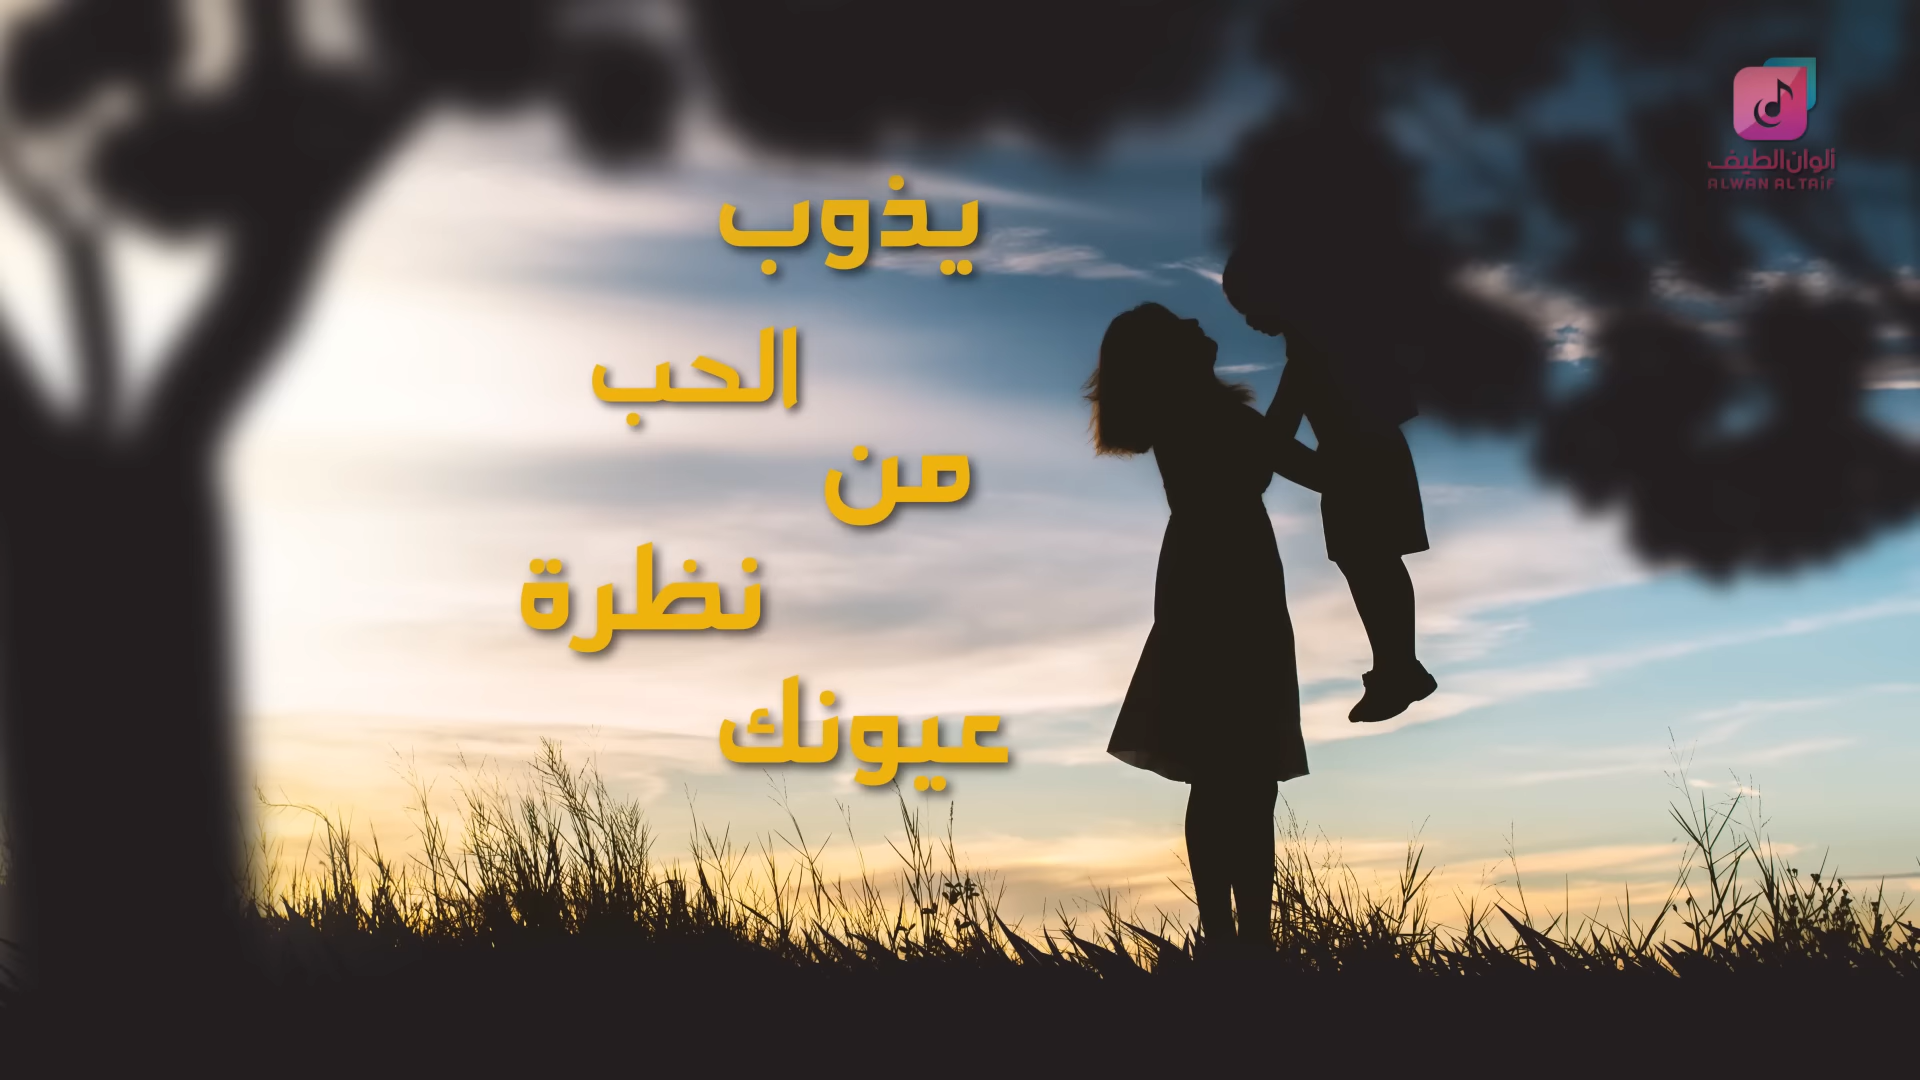 يذوب
الحب
من
نظرة
عيونك
ألوان الطيف
ALWAN ALTAIF